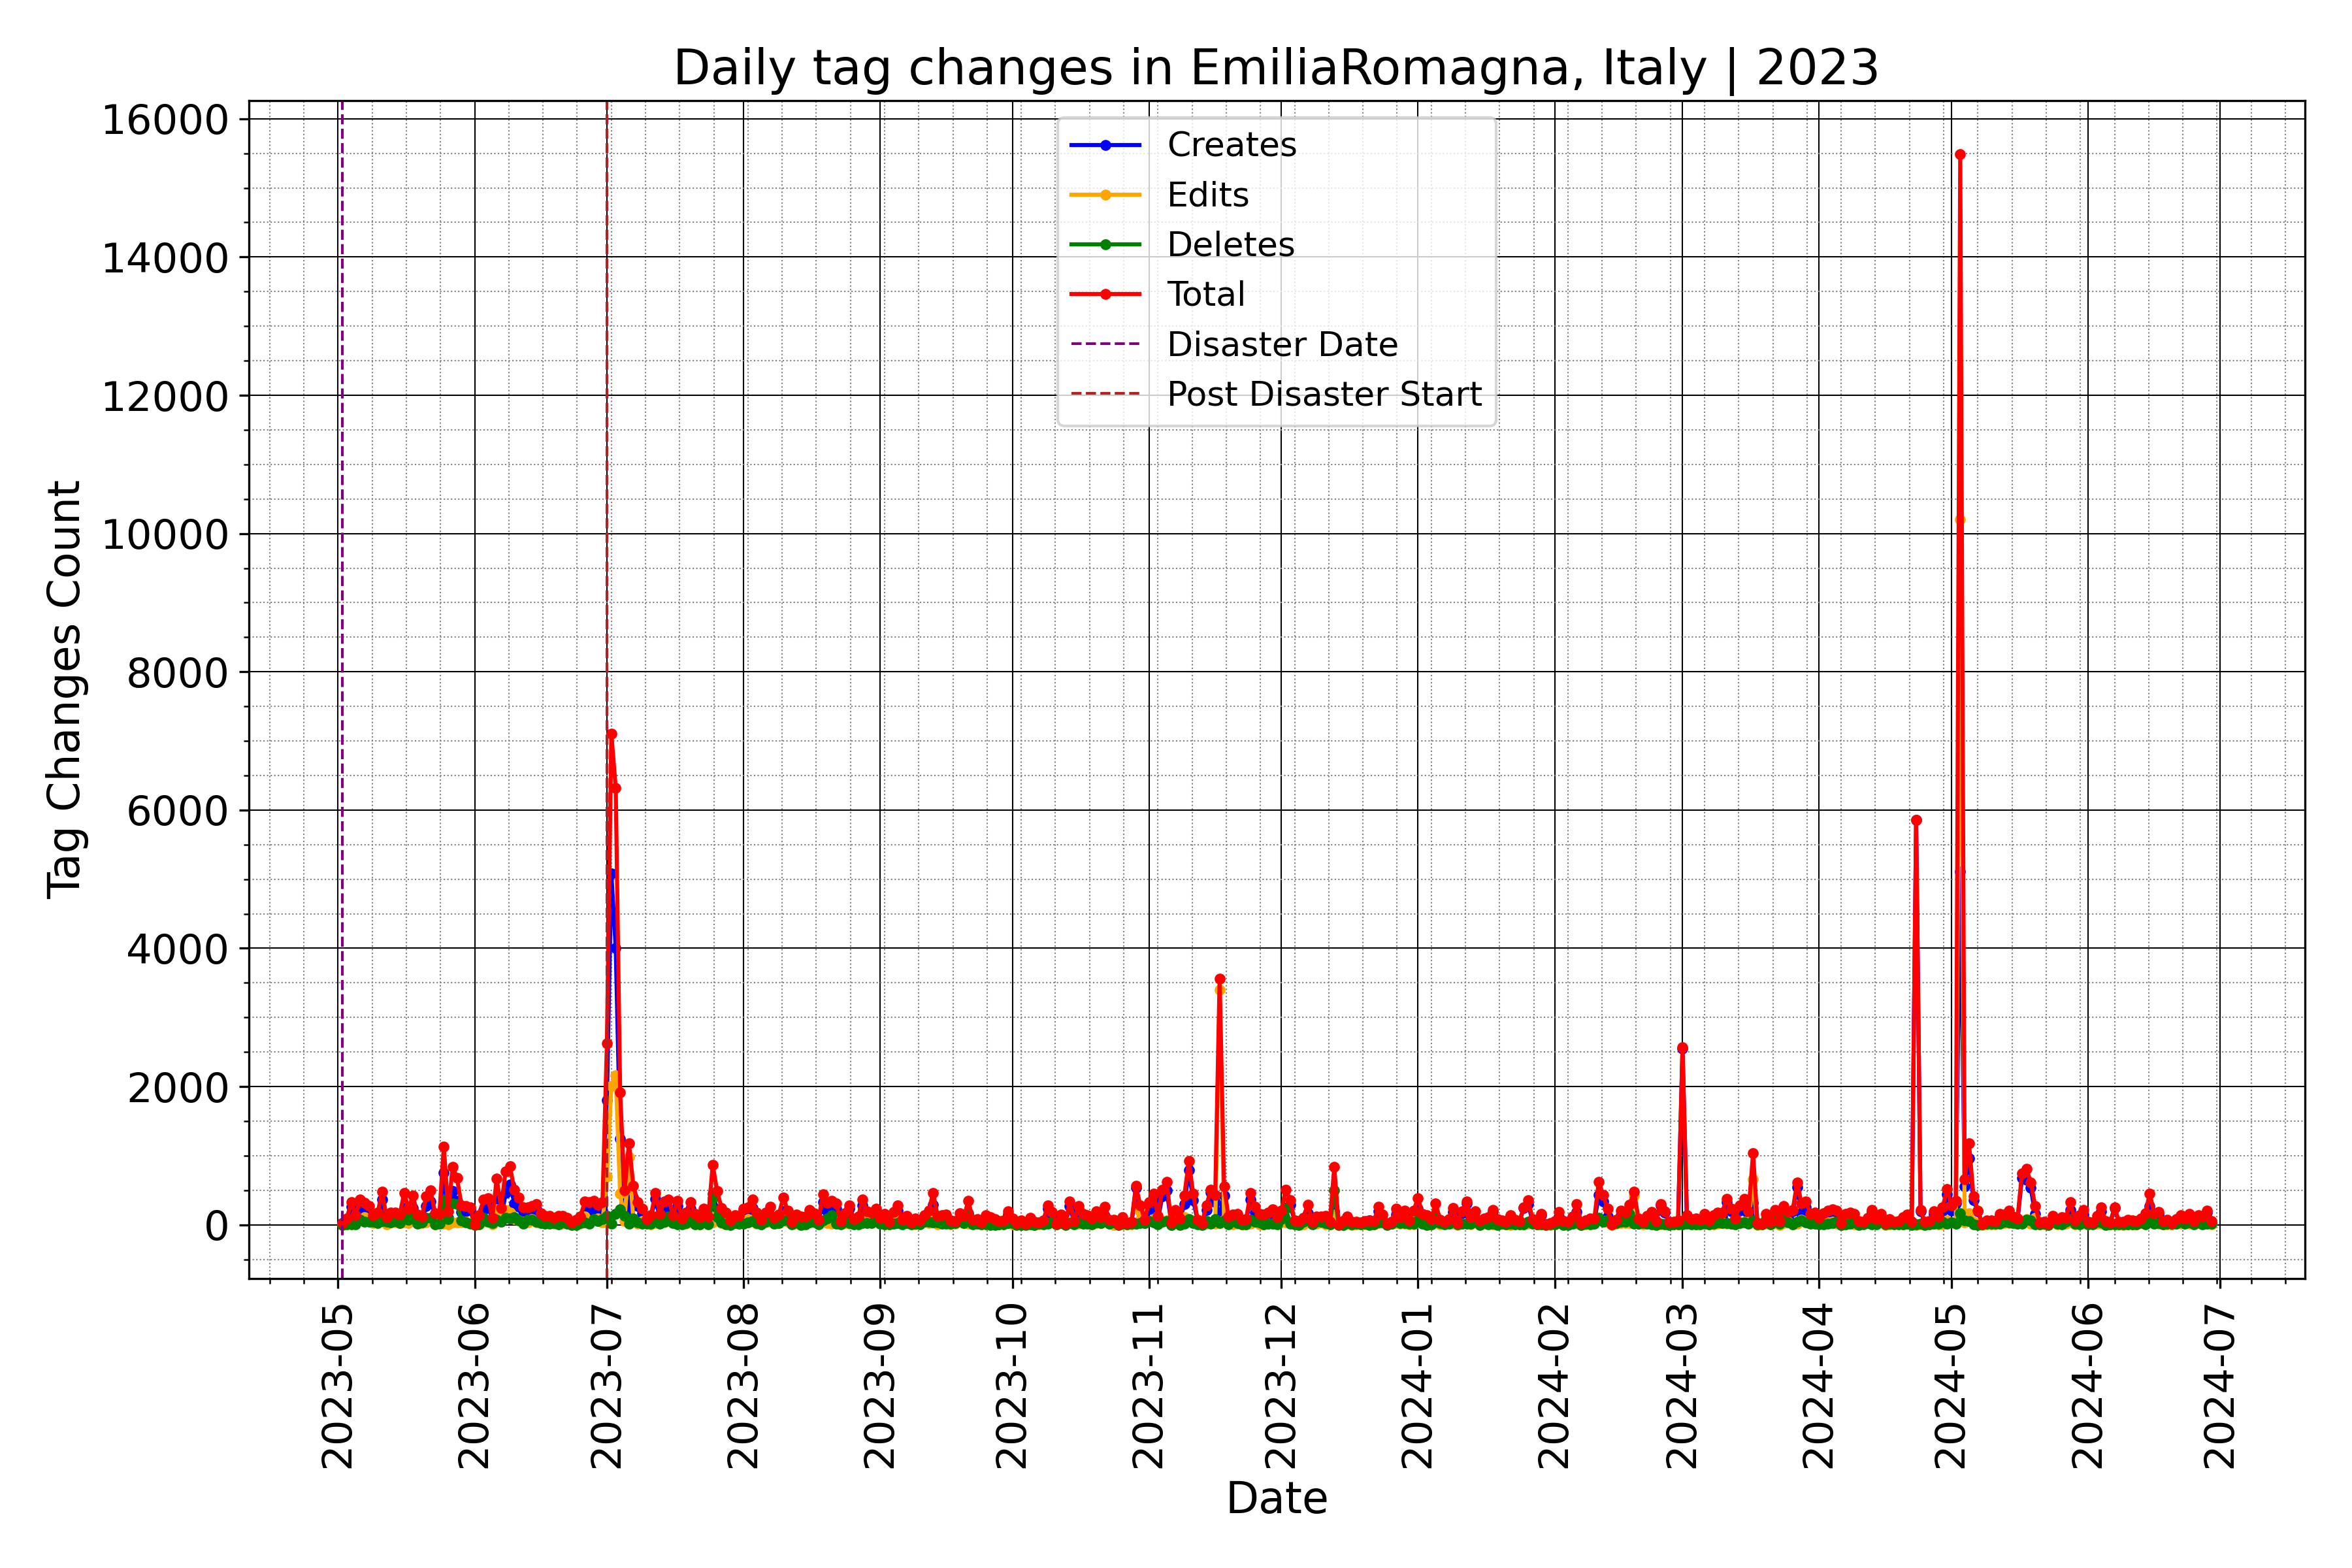 Daily tag changes in EmiliaRomagna, Italy | 2023
Tag Changes Count
16000
14000
12000
10000
8000
6000
4000
2000
0
Creates
Edits
Deletes
Total
Disaster Date
Post Disaster Start
2023-05
2023-06
2023-07
2023-08
2023-09
2023-10
2023-11
2023-12
2024-01
2024-02
2024-03
2024-04
2024-05
2024-06
2024-07
Date